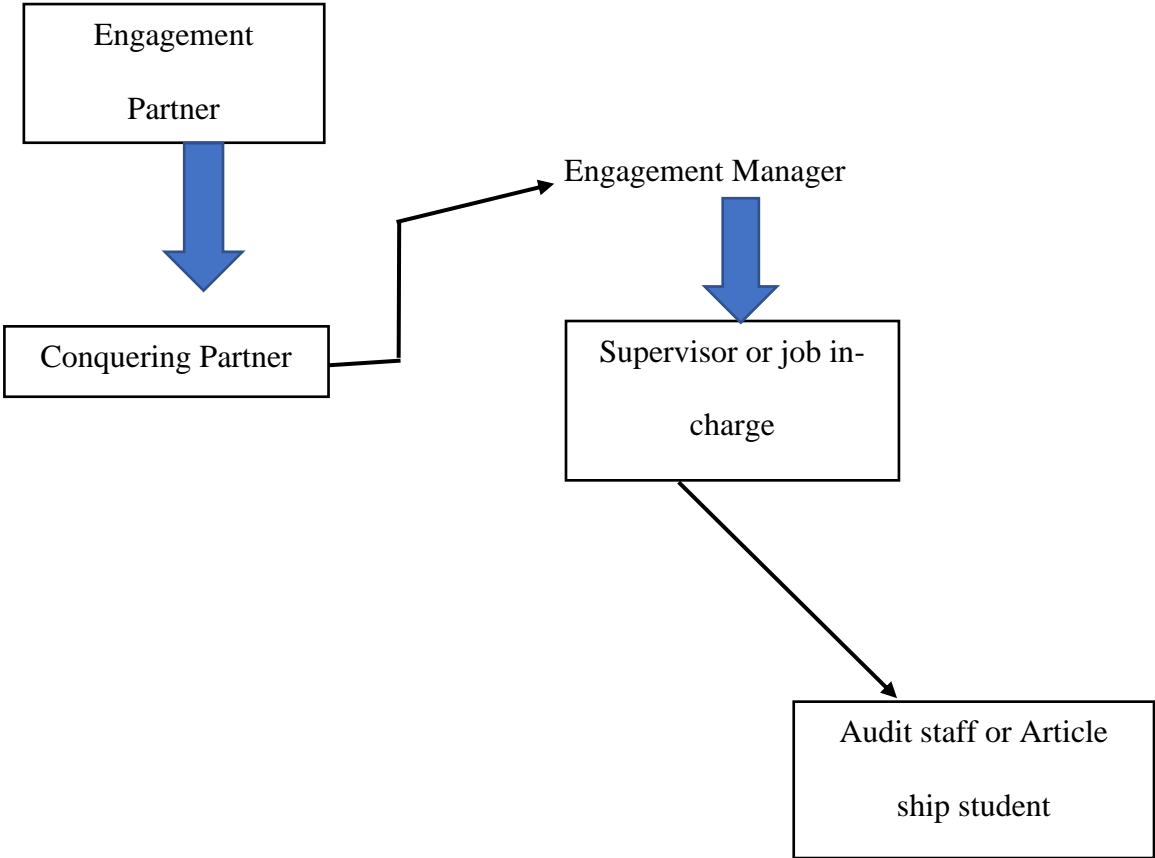 Engagement
Partner
Engagement Manager
Conquering Partner
Supervisor or job in-
charge
Audit staff or Article
ship student